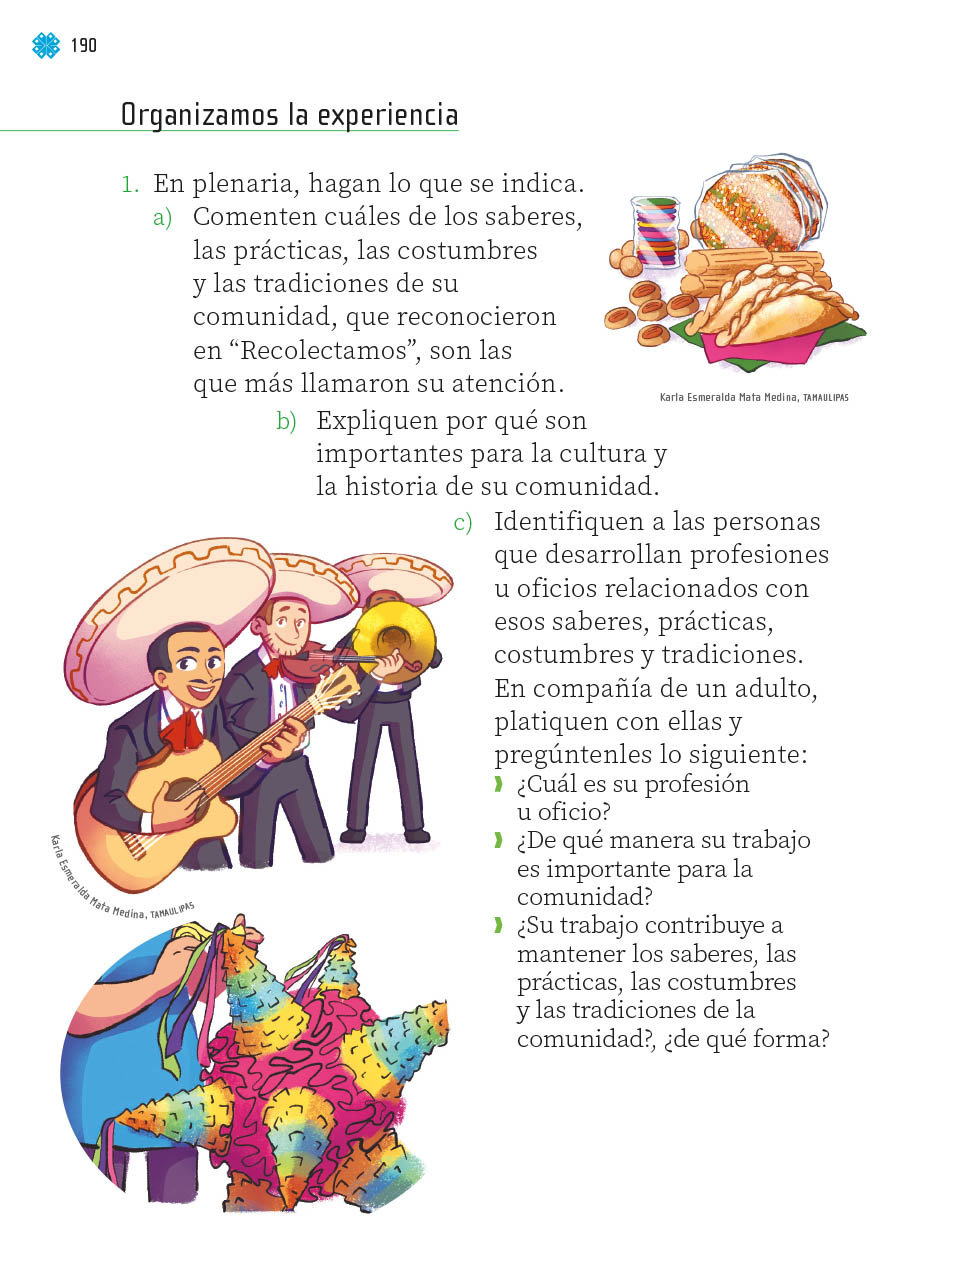 190
Organizamos la experiencia
1. En plenaria, hagan lo que se indica.
a) Comenten cuáles de los saberes,
las prácticas, las costumbres
y las tradiciones de su
comunidad, que reconocieron
en “Recolectamos”, son las
que más llamaron su atención.
Karla Esmeralda Mata Medina, TAMAULIPAS
b) Expliquen por qué son
importantes para la cultura y
la historia de su comunidad.
c) Identifiquen a las personas
que desarrollan profesiones
u oficios relacionados con
esos saberes, prácticas,
costumbres y tradiciones.
En compañía de un adulto,
platiquen con ellas y
pregúntenles lo siguiente:
¿Cuál es su profesión
u oficio?
¿De qué manera su trabajo
es importante para la
comunidad?
¿Su trabajo contribuye a
mantener los saberes, las
prácticas, las costumbres
y las tradiciones de la
comunidad?, ¿de qué forma?
Karla Esmeralda Mata Medina, TAMAULIPAS